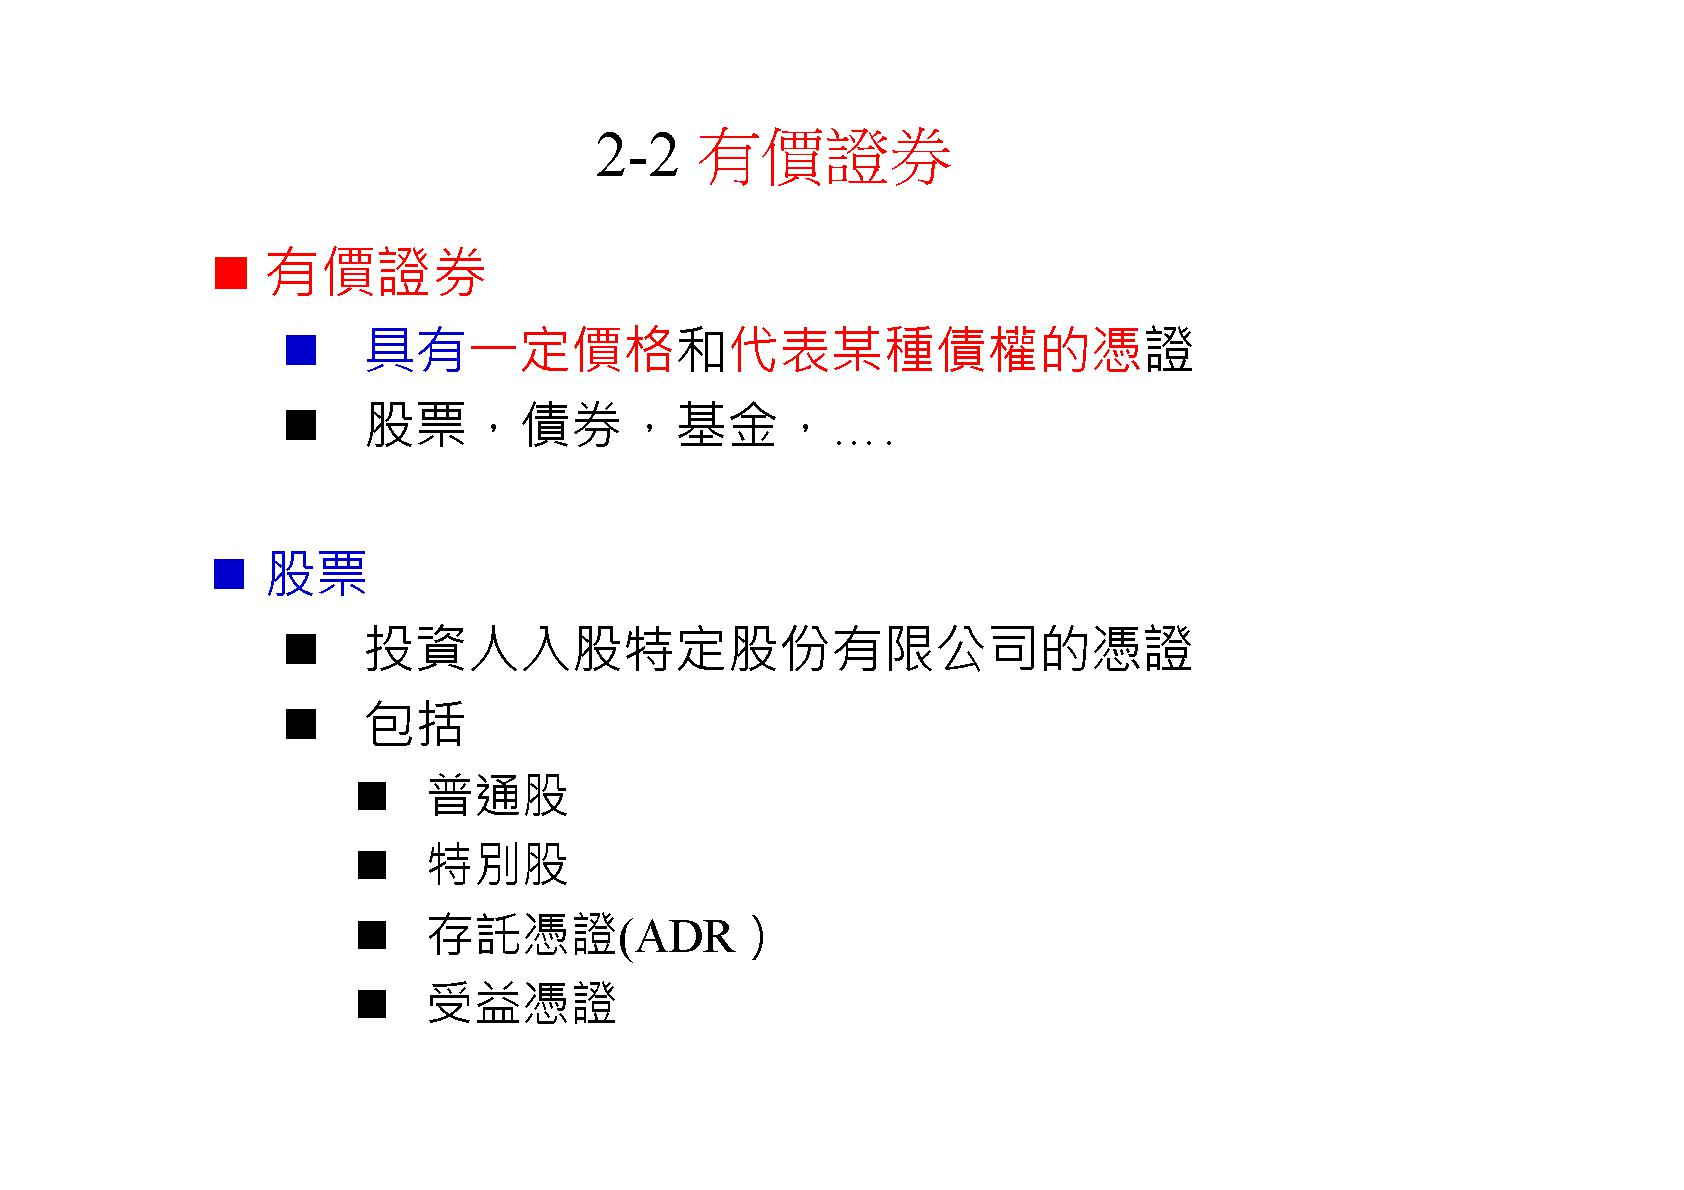 2-2 有價證券
有價證券
具有一定價格和代表某種債權的憑證
股票，債券，基金，….
股票
投資人入股特定股份有限公司的憑證
包括
普通股
特別股
存託憑證(ADR）
受益憑證